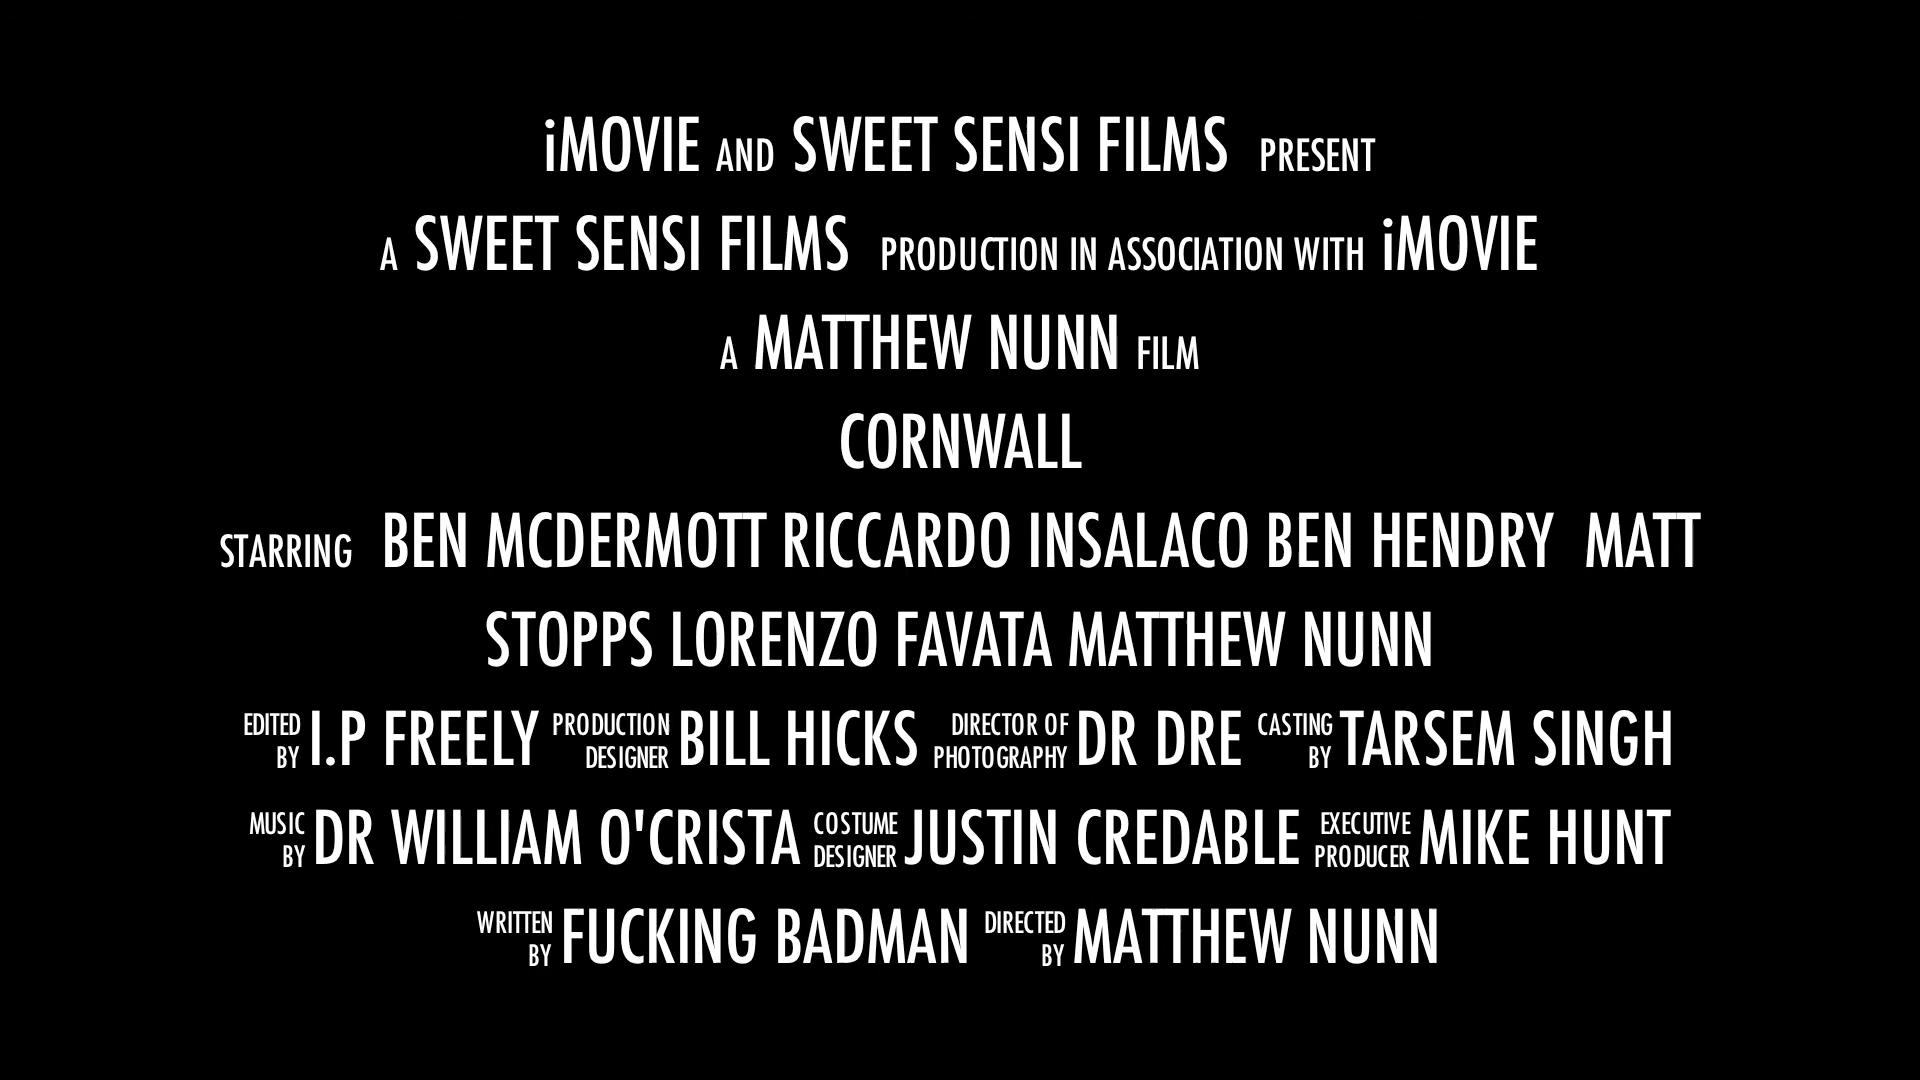 iMOVIE AND SWEET SENSI FILMS PRESENT
A SWEET SENSI FILMS PRODUCTION IN ASSOCIATION WITH iMOVIE
A MATTHEW NUNN FILM
CORNWALL
STARRING BEN MCDERMOTT RICCARDO INSALACO BEN HENDRY MATT
STOPPS LORENZO FAVATA MATTHEW NUNN
EDITED BY I.P FREELY PRODUCTION DESIGNER BILL HICKS DIRECTOR OF PHOTOGRAPHY DR DRE CASTING BY TARSEM SINGH
MUSIC BY DR WILLIAM O'CRISTA COSTUME DESIGNER JUSTIN CREDABLE EXECUTIVE PRODUCER MIKE HUNT
WRITTEN BY FUCKING BADMAN DIRECTED BY MATTHEW NUNN